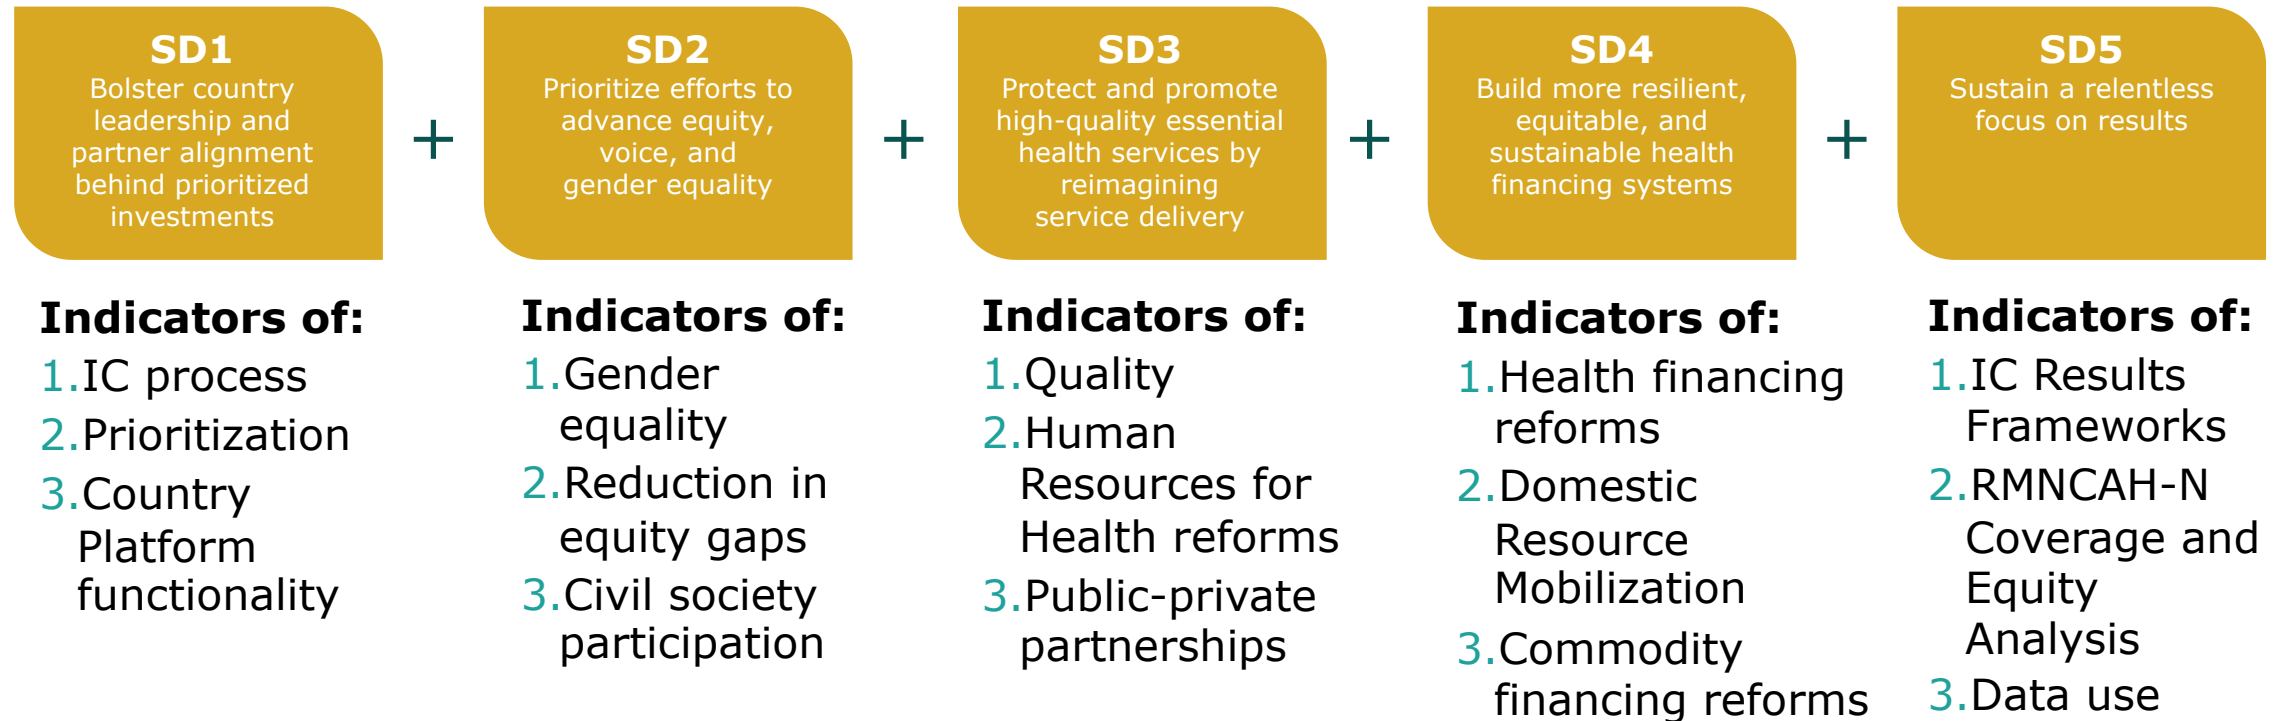 SD1
Bolster country
leadership and
partner alignment
behind prioritized
investments
+
SD2
Prioritize efforts to
advance equity,
voice, and
gender equality
+
SD3
Protect and promote
high-quality essential
health services by
reimagining
service delivery
+
SD4
Build more resilient,
equitable, and
sustainable health
financing systems
+
SD5
Sustain a relentless
focus on results
Indicators of:
1.IC process
2.Prioritization
3.Country
Platform
functionality
Indicators of:
1.Gender
equality
2.Reduction in
equity gaps
3.Civil society
participation
Indicators of:
1.Quality
2.Human
Resources for
Health reforms
3.Public-private
partnerships
Indicators of:
1.Health financing
reforms
2.Domestic
Resource
Mobilization
3.Commodity
financing reforms
Indicators of:
1.IC Results
Frameworks
2.RMNCAH-N
Coverage and
Equity
Analysis
3.Data use